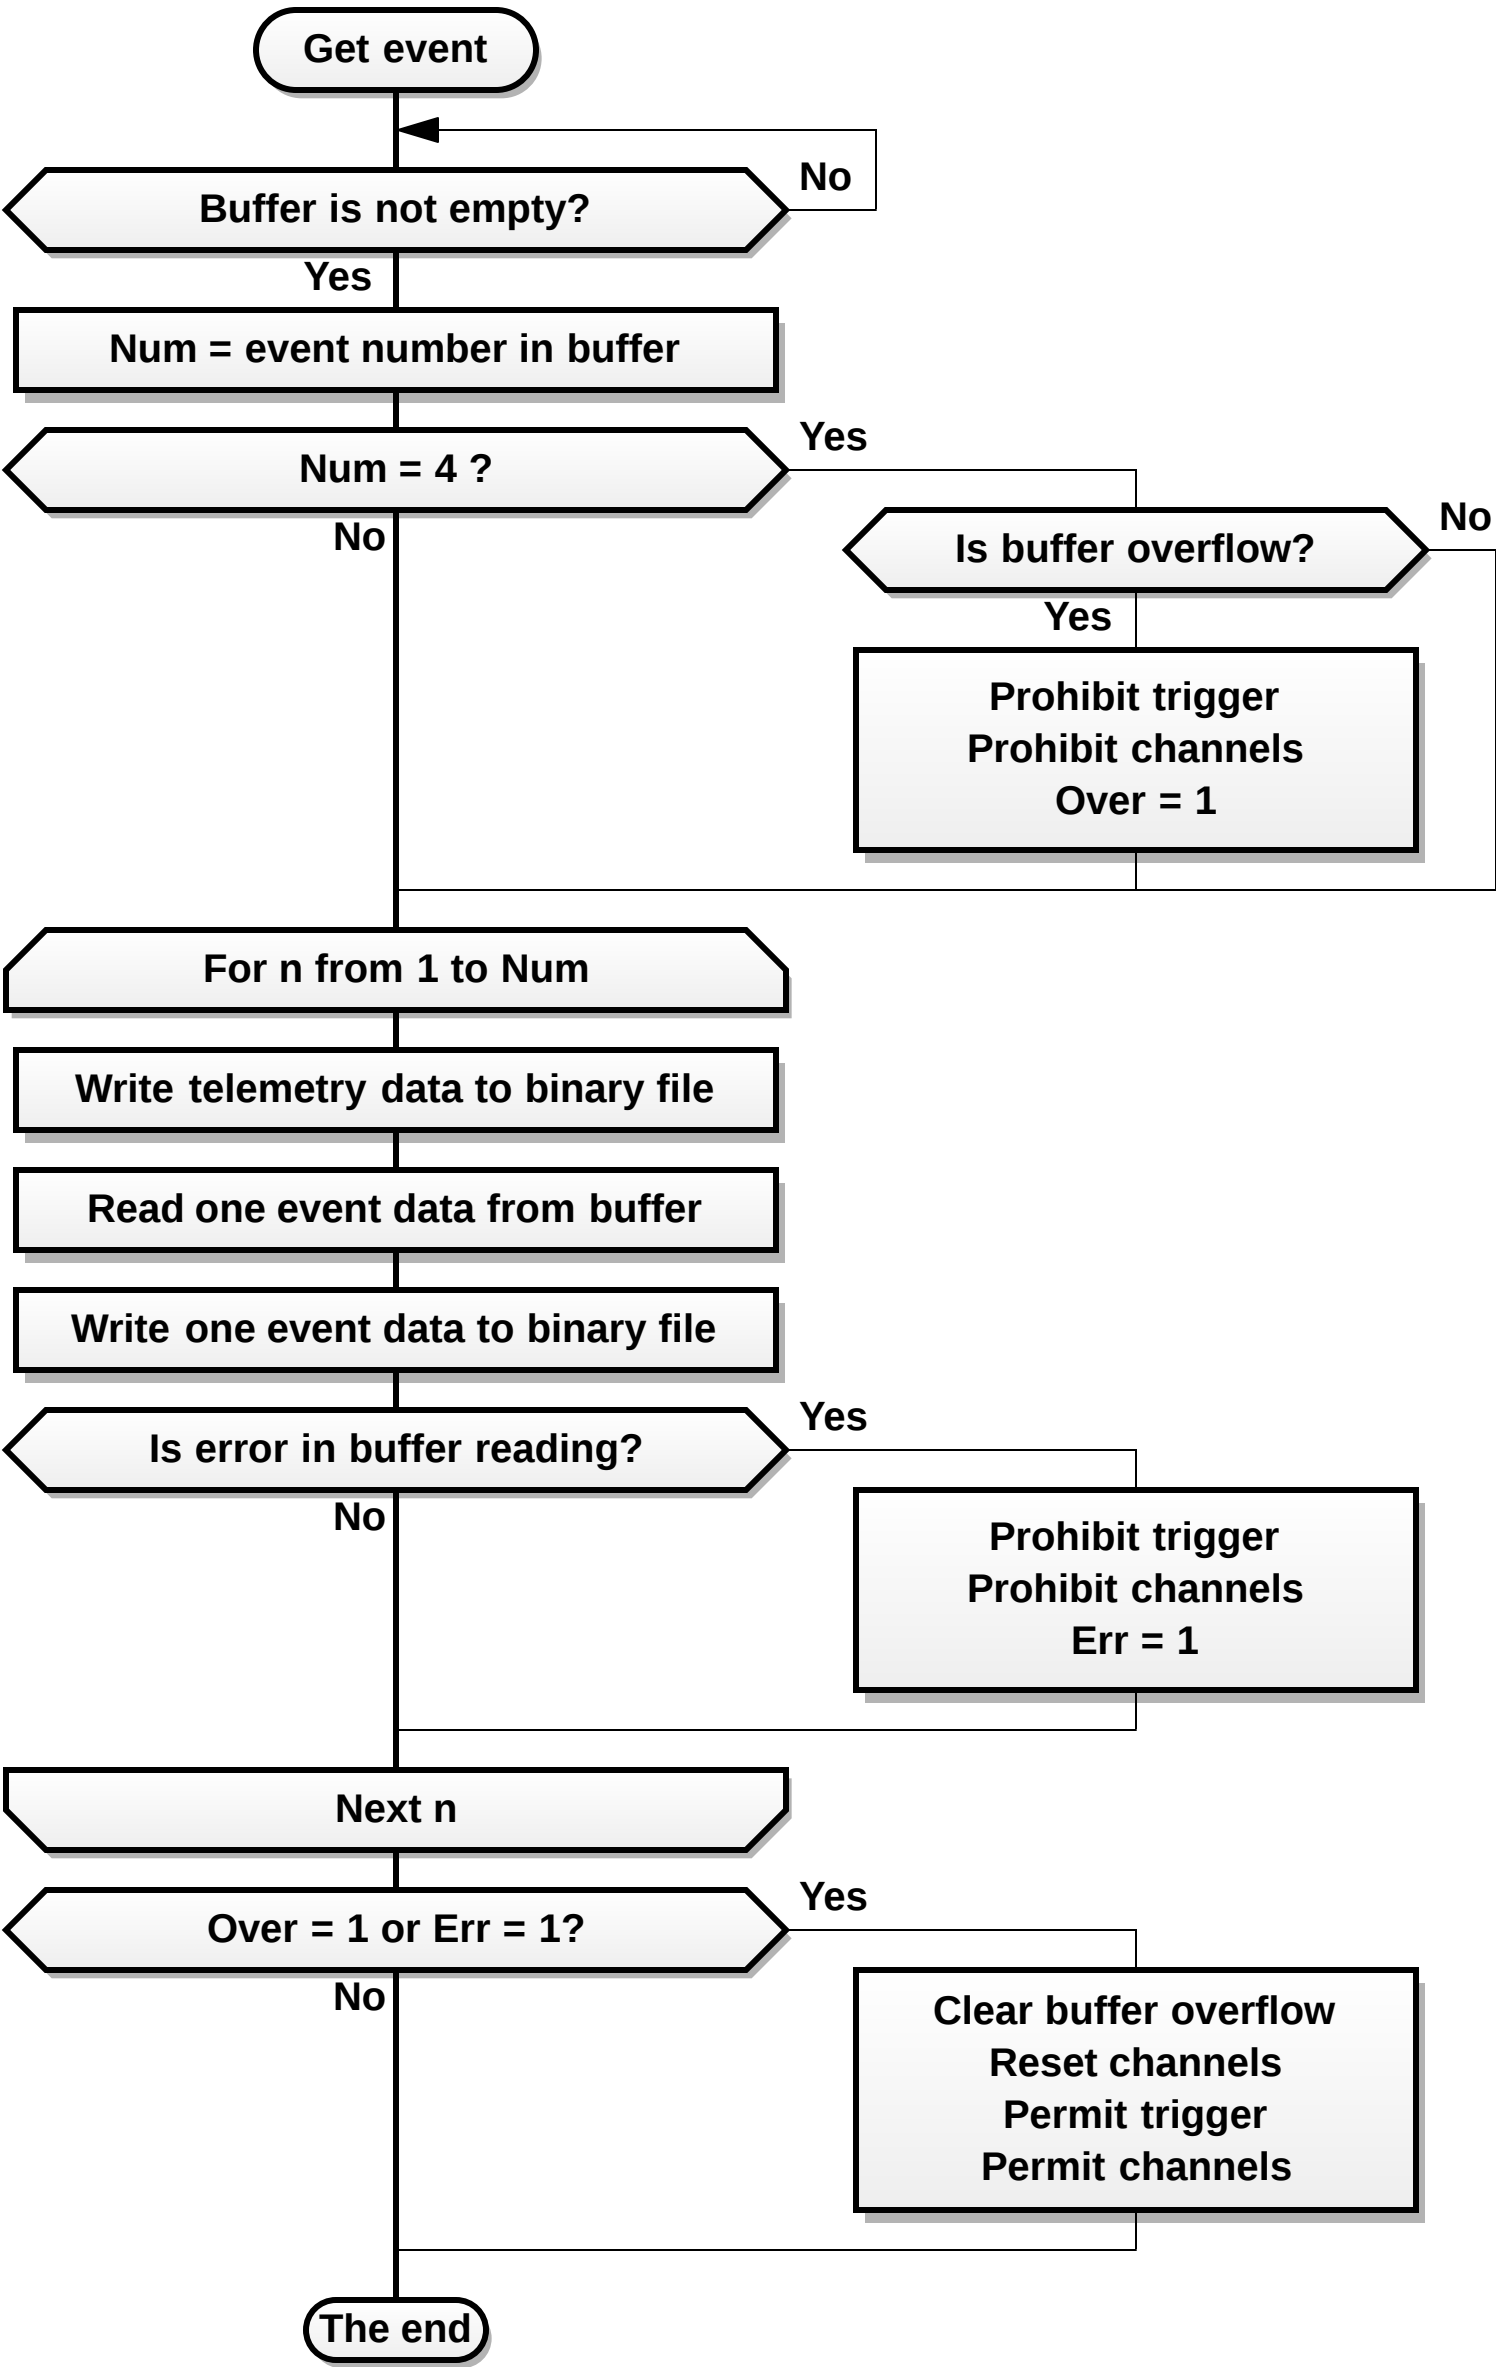 Get event
No
Buffer is not empty?
Yes
Num = event number in buffer
Yes
Num = 4 ?
No
No
Is buffer overflow?
Yes
Prohibit trigger
Prohibit channels
Over = 1
For n from 1 to Num
Write telemetry data to binary file
Read one event data from buffer
Write one event data to binary file
Yes
Is error in buffer reading?
No
Prohibit trigger
Prohibit channels
Err = 1
Next n
Yes
Over = 1 or Err = 1?
No
Clear buffer overflow
Reset channels
Permit trigger
Permit channels
The end